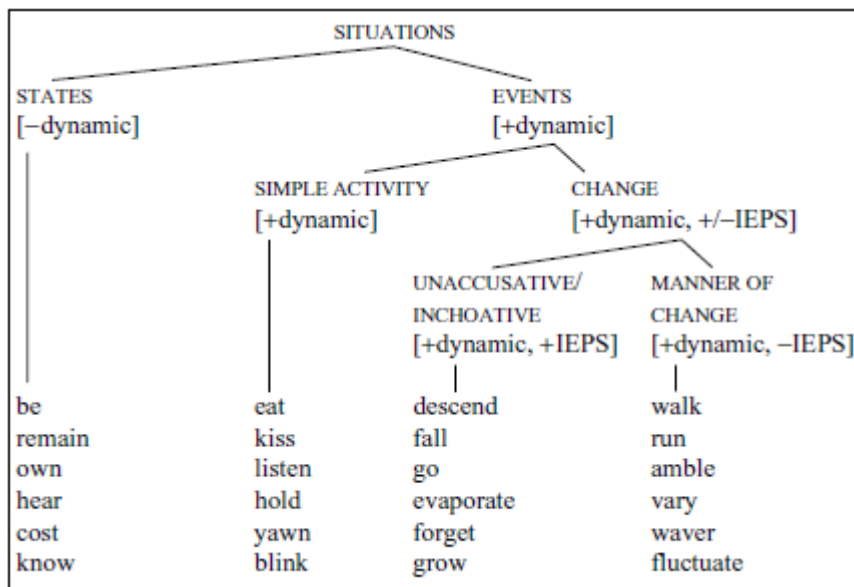 SITUATIONS
STATES EVENTS
[−dynamic] [+dynamic]
SIMPLE ACTIVITY CHANGE
[+dynamic] [+dynamic, +/−IEPS]
UNACCUSATIVE/ MANNER OF
INCHOATIVE CHANGE
[+dynamic, +IEPS] [+dynamic, −IEPS]
be eat descend walk
remain kiss fall run
own listen go amble
hear hold evaporate vary
cost yawn forget waver
know blink grow fluctuate